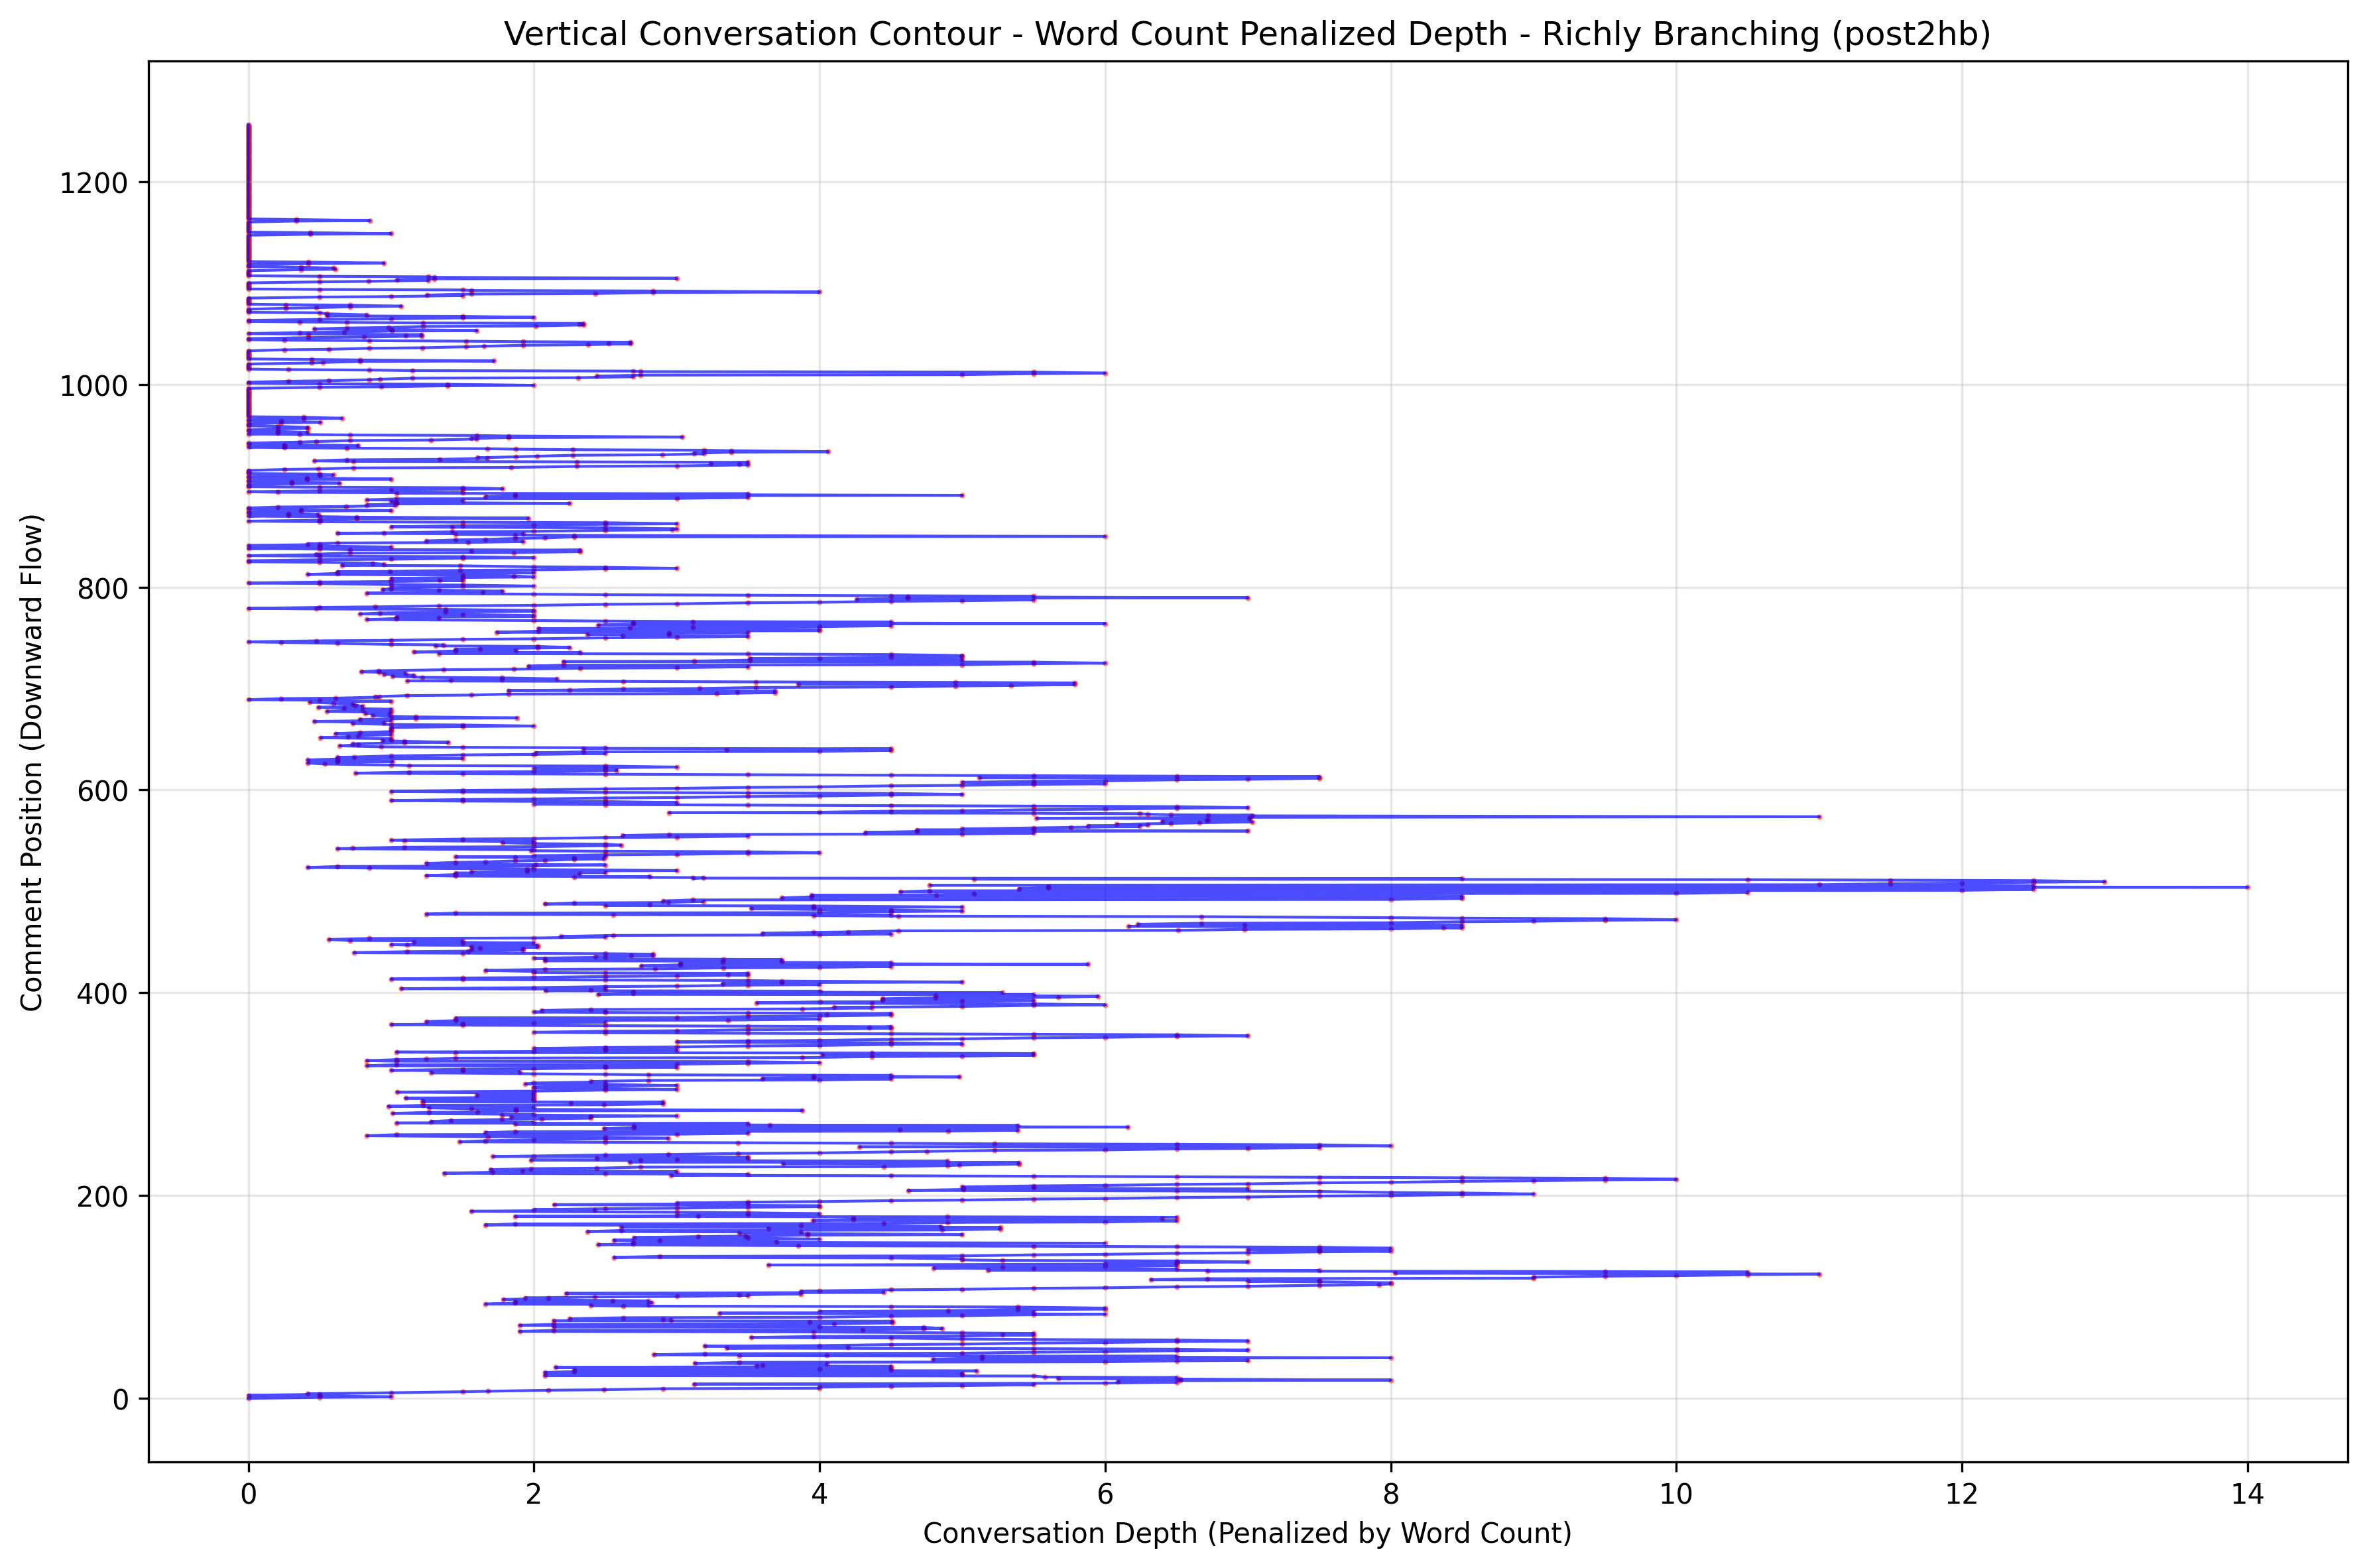 Vertical Conversation Contour - Word Count Penalized Depth - Richly Branching (post2hb)
Comment Position (Downward Flow)
1200
1000
800
600
400
200
0
0 2 4 6 8 10 12 14
Conversation Depth (Penalized by Word Count)